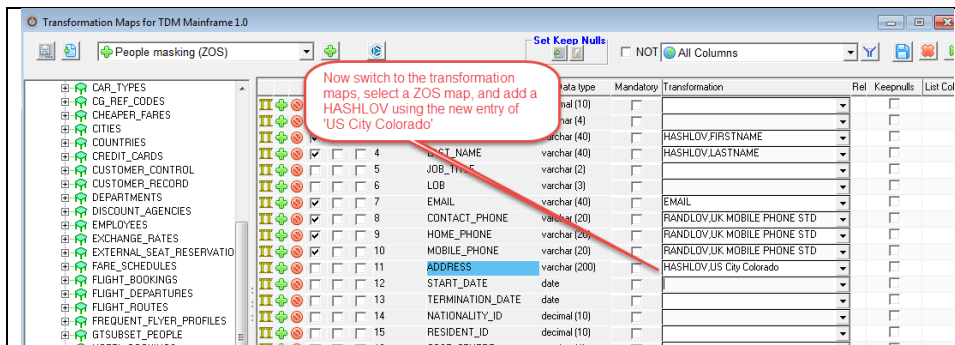 Transformation Maps for TDM Mainframe 1.0
People masking (ZOS)
Set Keep Nulls
NOT
All Columns
Now switch to the transformation
maps, select a ZOS map, and add a
HASHLOV using the new entry of
'US City Colorado'
Data type Mandatory Transformation Rel Keepnulls List Col
CAR_TYPES
CG_REF_CODES
CHEAPER_FARES
CITIES
COUNTRIES
CREDIT_CARDS
CUSTOMER_CONTROL
CUSTOMER_RECORD
DEPARTMENTS
DISCOUNT_AGENCIES
EMPLOYEES
EXCHANGE_RATES
EXTERNAL_SEAT_RESERVATIO
FARE_SCHEDULES
FLIGHT_BOOKINGS
FLIGHT_DEPARTURES
FLIGHT_ROUTES
FREQUENT_FLYER_PROFILES
GTSUBSET_PEOPLE
(10)
(4)
varchar (40) HASHLOV,FIRSTNAME
4 LAST_NAME varchar (40) HASHLOV,LASTNAME
5 JOB_TITLE varchar (2)
6 LOB varchar (3)
7 EMAIL varchar (40) EMAIL
8 CONTACT_PHONE varchar (20) RANDLOV,UK MOBILE PHONE STD
9 HOME_PHONE varchar (20) RANDLOV,UK MOBILE PHONE STD
10 MOBILE_PHONE varchar (20) RANDLOV,UK MOBILE PHONE STD
11 ADDRESS varchar (200) HASHLOV,US City Colorado
12 START_DATE date
13 TERMINATION_DATE date
14 NATIONALITY_ID decimal (10)
15 RESIDENT_ID decimal (10)